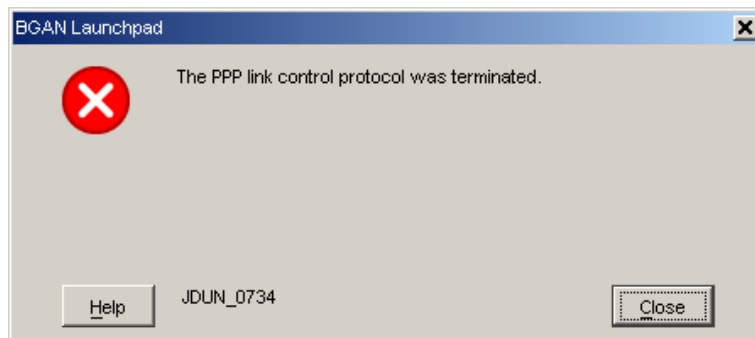 BGAN Launchpad
The PPP link control protocol was terminated.
Help
JDUN_0734
Close